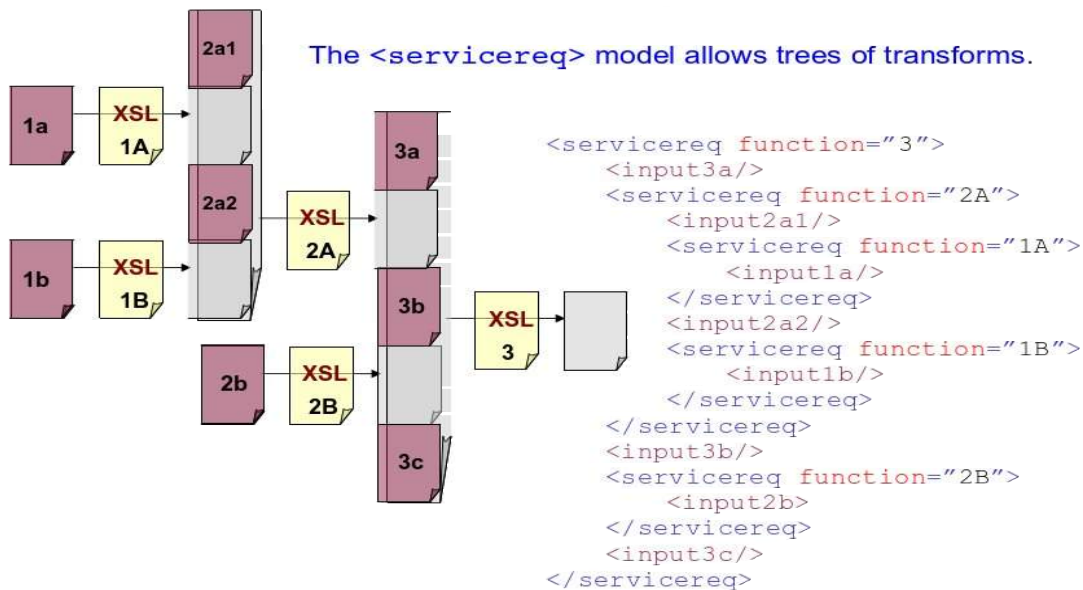 The <servicereq> model allows trees of transforms.
2a1
1a
XSL
1A
2a2
1b
XSL
1B
XSL
2A
3a
3b
2b
XSL
2B
3c
XSL
3
<servicereq function=”3”>
<input3a/>
<servicereq function=”2A”>
<input2a1/>
<servicereq function=”1A”>
<input1a/>
</servicereq>
<input2a2/>
<servicereq function=”1B”>
<input1b/>
</servicereq>
</servicereq>
<input3b/>
<servicereq function=”2B”>
<input2b>
</servicereq>
<input3c/>
</servicereq>